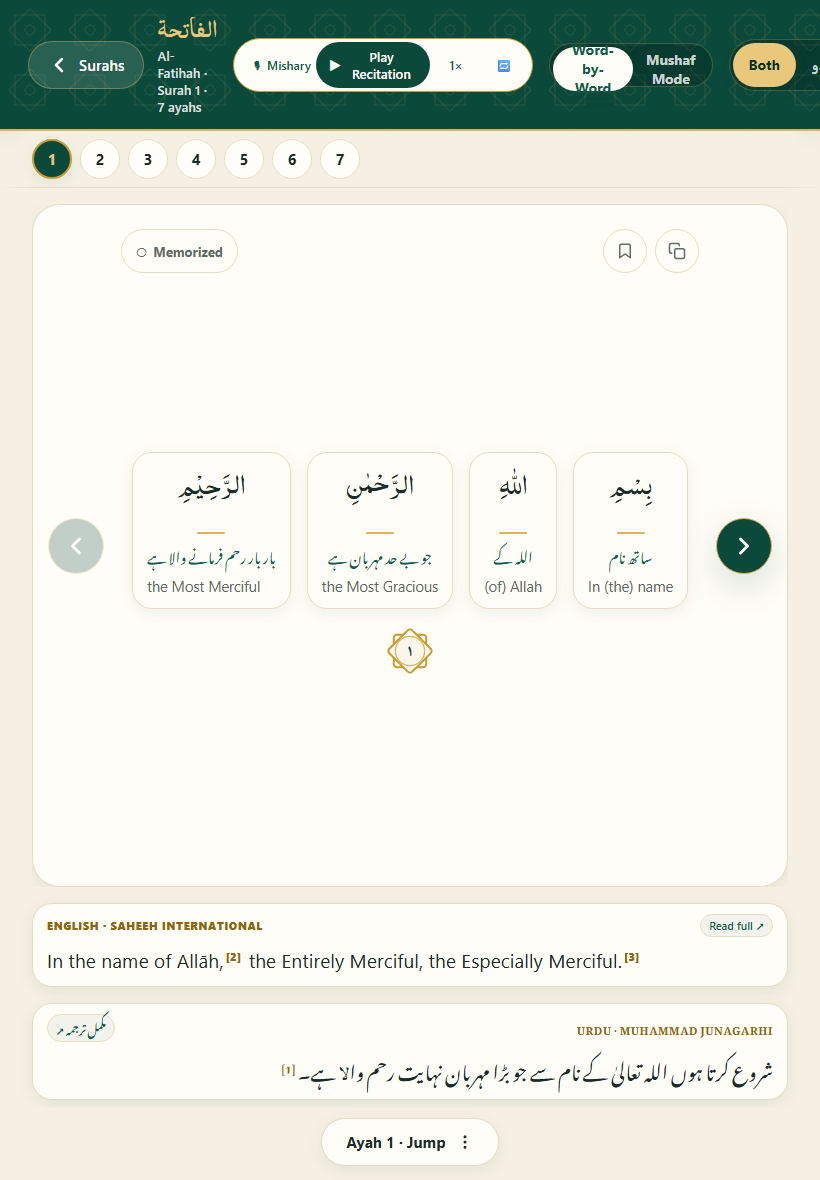 الفاتحة
Surahs
Al-
Fatihah ·
Surah 1 ·
7 ayahs
Mishary
Play
Recitation
1×
Word-
by-
Word
Mushaf
Mode
Both
1 2 3 4 5 6 7
Memorized
بِسْمِ اللّٰهِ الرَّحْمٰنِ الرَّحِيْمِ
ساتھ نام اللہ کے جو بے حد مہربان ہے بار بار رحم فرمانے والا ہے
In (the) name (of) Allah the Most Gracious the Most Merciful
١
ENGLISH · SAHEEH INTERNATIONAL
Read full ↗
In the name of Allāh,[2] the Entirely Merciful, the Especially Merciful.[3]
URDU · MUHAMMAD JUNAGARHI
مکمل ترجمہ ↗
شروع کرتا ہوں اللہ تعالیٰ کے نام سے جو بڑا مہربان نہایت رحم والا ہے۔ [1]
Ayah 1 · Jump